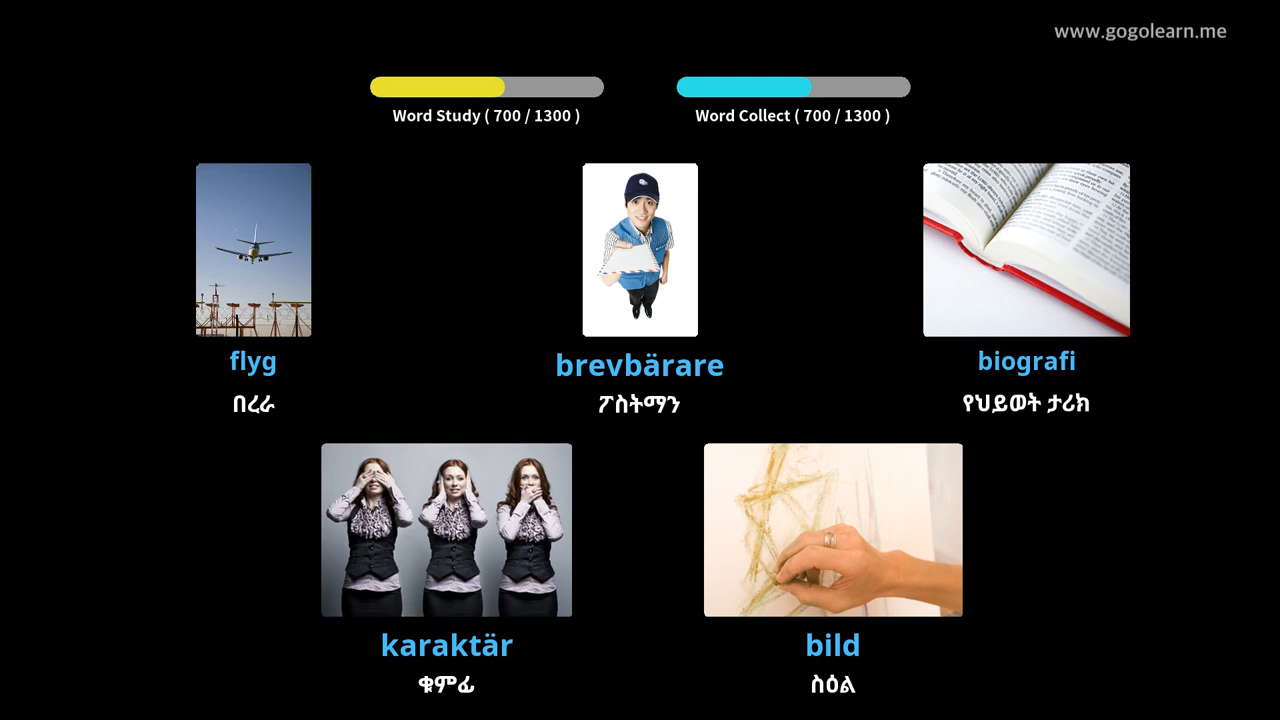 www.gogolearn.me
Word Study ( 700 / 1300 )
Word Collect ( 700 / 1300 )
flyg
brevbärare
biografi
በረራ
ፖስትማን
የህይወት ታሪክ
karaktär
bild
ቁምፊ
ስዕል